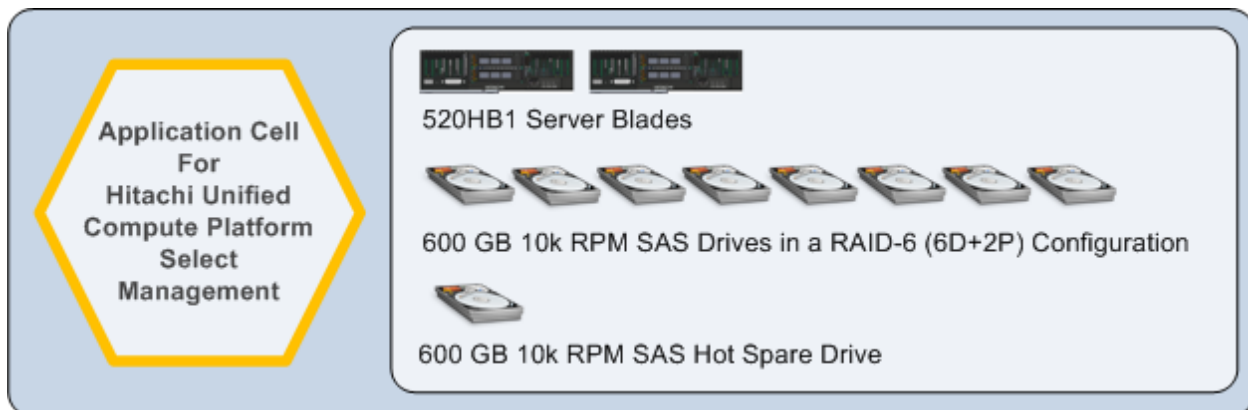 Application Cell
For
Hitachi Unified
Compute Platform
Select
Management
520HB1 Server Blades
600 GB 10k RPM SAS Drives in a RAID-6 (6D+2P) Configuration
600 GB 10k RPM SAS Hot Spare Drive